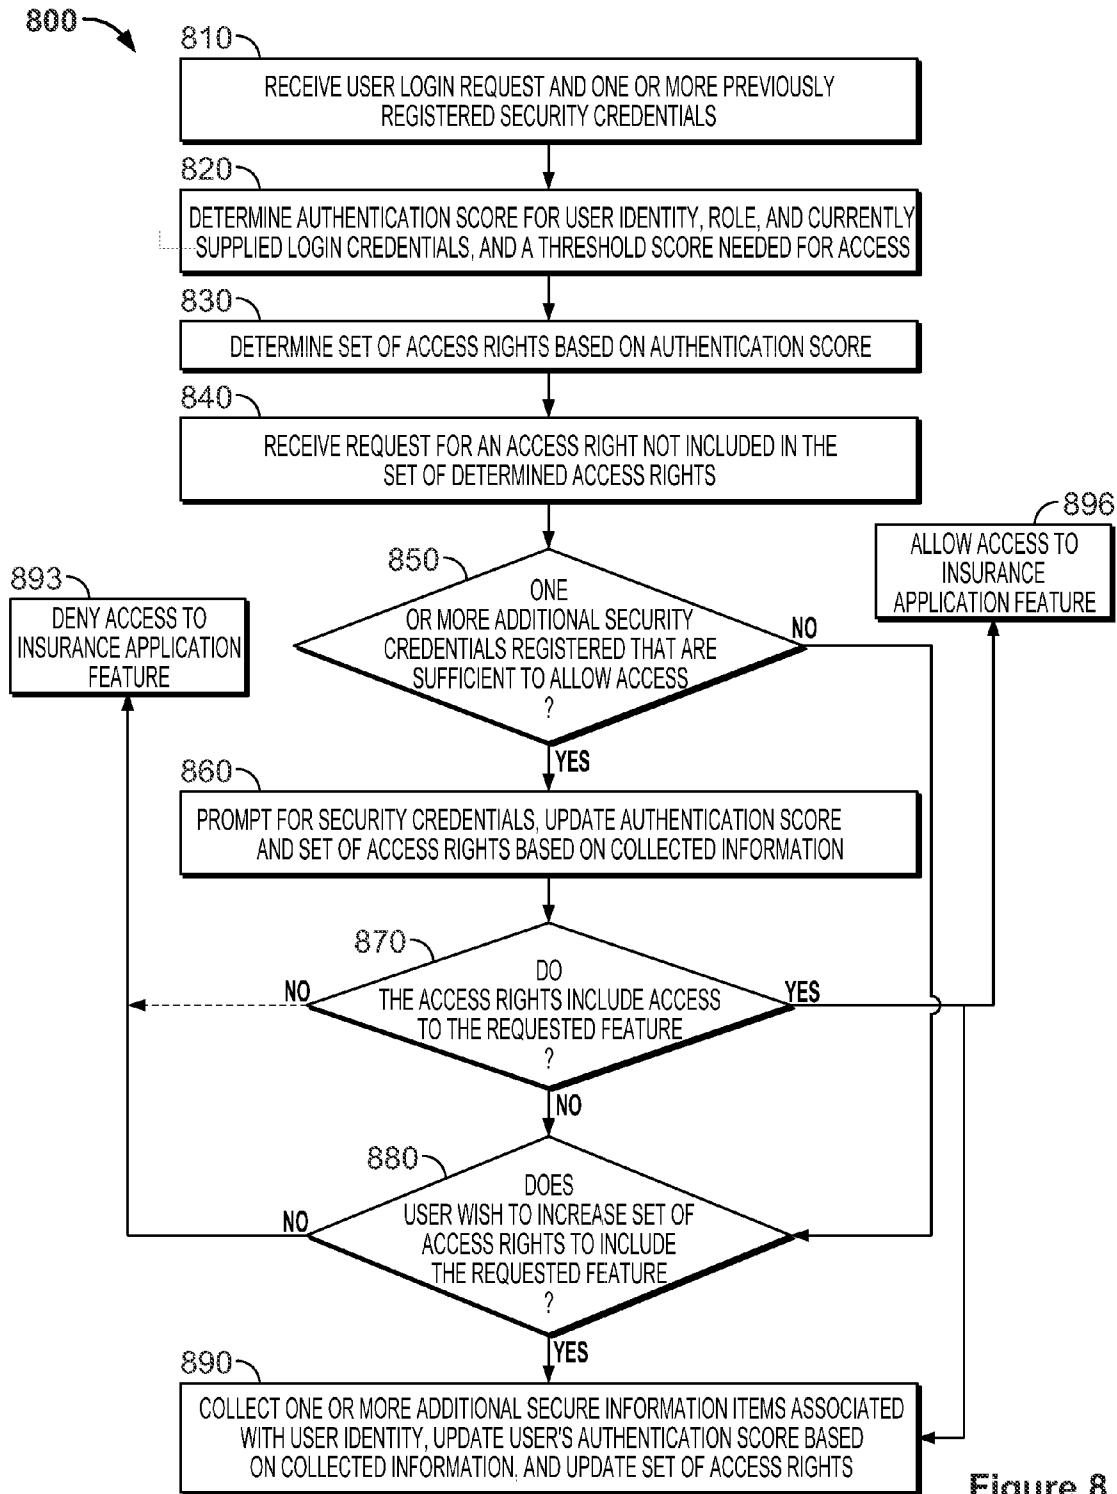 800
810
RECEIVE USER LOGIN REQUEST AND ONE OR MORE PREVIOUSLY
REGISTERED SECURITY CREDENTIALS
820
DETERMINE AUTHENTICATION SCORE FOR USER IDENTITY, ROLE, AND CURRENTLY
SUPPLIED LOGIN CREDENTIALS, AND A THRESHOLD SCORE NEEDED FOR ACCESS
830
DETERMINE SET OF ACCESS RIGHTS BASED ON AUTHENTICATION SCORE
840
RECEIVE REQUEST FOR AN ACCESS RIGHT NOT INCLUDED IN THE
SET OF DETERMINED ACCESS RIGHTS
896
ALLOW ACCESS TO
INSURANCE
APPLICATION FEATURE
850
ONE
OR MORE ADDITIONAL SECURITY
CREDENTIALS REGISTERED THAT ARE
SUFFICIENT TO ALLOW ACCESS
?
NO
YES
893
DENY ACCESS TO
INSURANCE APPLICATION
FEATURE
860
PROMPT FOR SECURITY CREDENTIALS, UPDATE AUTHENTICATION SCORE
AND SET OF ACCESS RIGHTS BASED ON COLLECTED INFORMATION
870
DO
THE ACCESS RIGHTS INCLUDE ACCESS
TO THE REQUESTED FEATURE
?
NO
YES
NO
880
DOES
USER WISH TO INCREASE SET OF
ACCESS RIGHTS TO INCLUDE
THE REQUESTED FEATURE
?
NO
YES
890
COLLECT ONE OR MORE ADDITIONAL SECURE INFORMATION ITEMS ASSOCIATED
WITH USER IDENTITY, UPDATE USER'S AUTHENTICATION SCORE BASED
ON COLLECTED INFORMATION, AND UPDATE SET OF ACCESS RIGHTS
Figure 8